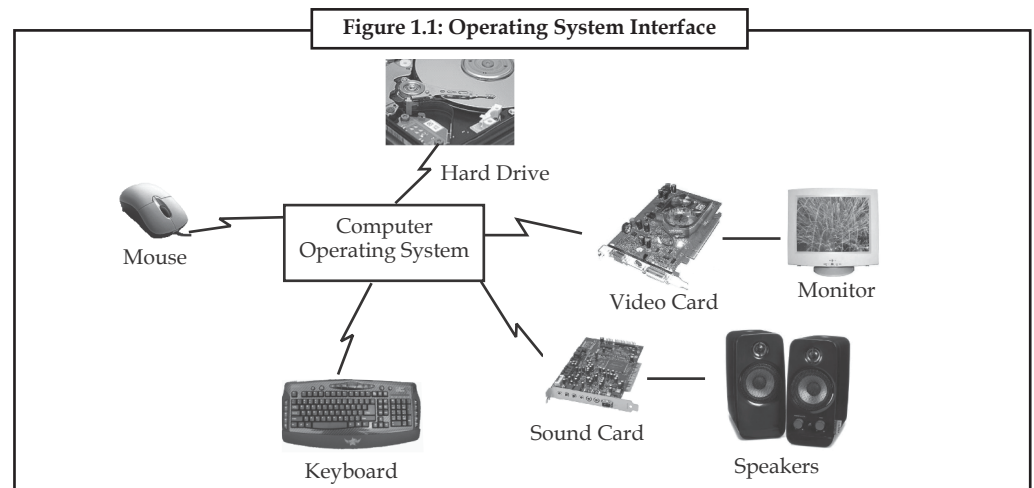 Figure 1.1: Operating System Interface
Hard Drive
Computer
Operating System
Mouse
Video Card
Monitor
Sound Card
Keyboard
Speakers